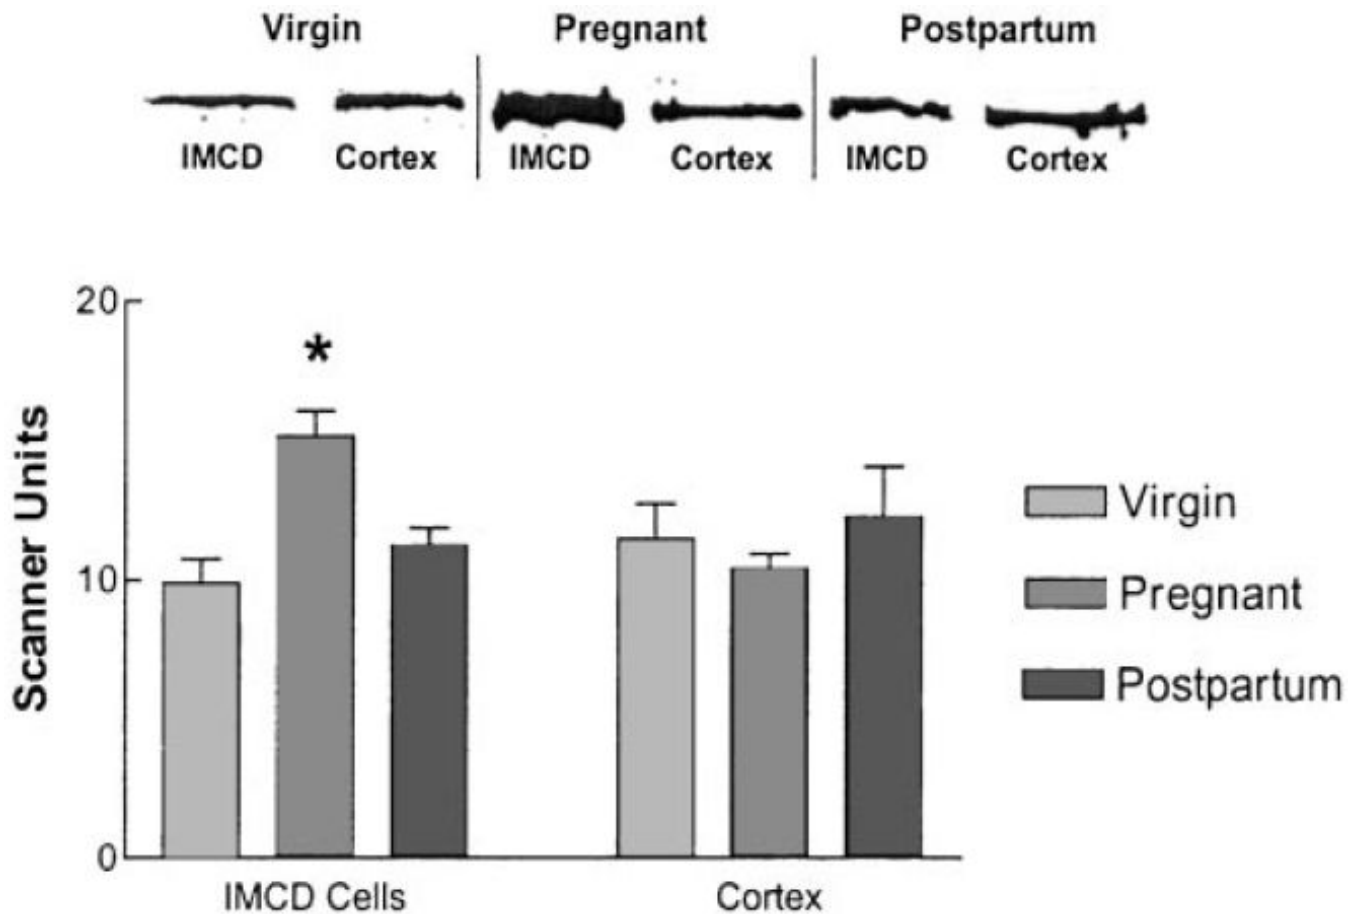 Virgin Pregnant Postpartum
IMCD Cortex IMCD Cortex IMCD Cortex
20
*
10
0
Scanner Units
Virgin
Pregnant
Postpartum
IMCD Cells Cortex